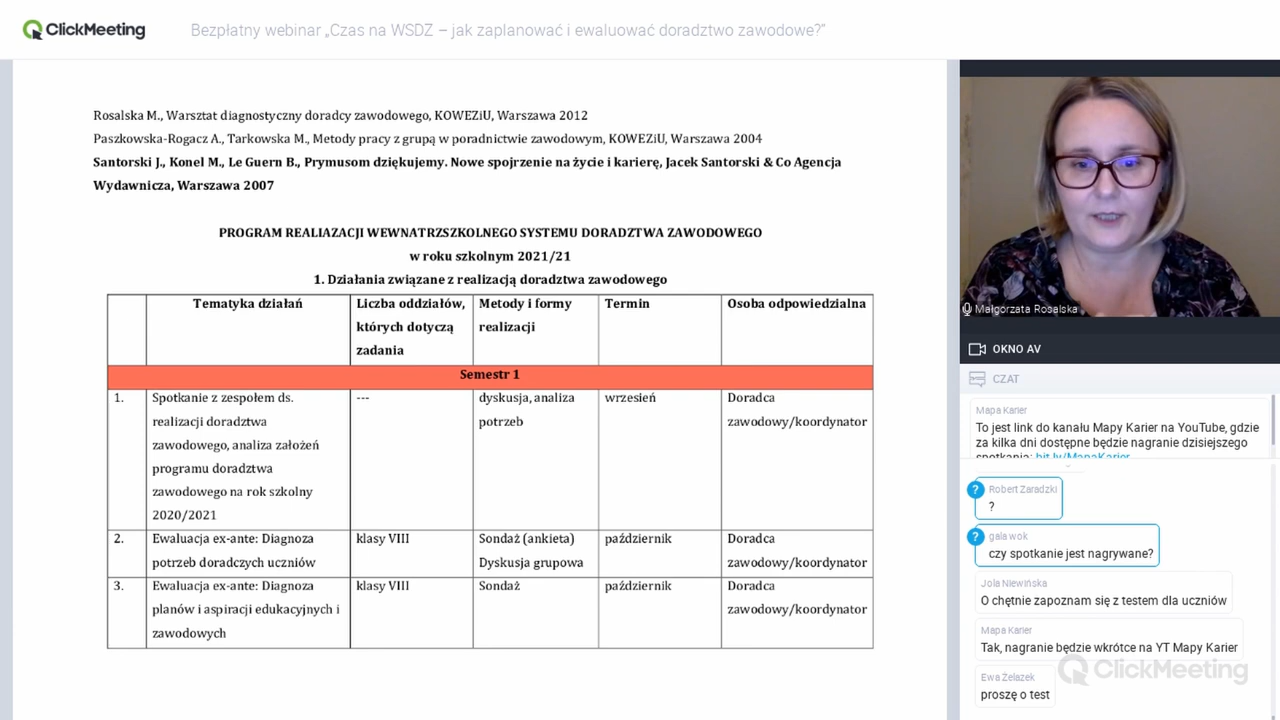 ClickMeeting
Bezpłatny webinar „Czas na WSDZ – jak zaplanować i ewaluować doradztwo zawodowe?”
Rosalska M., Warsztat diagnostyczny doradcy zawodowego, KOWEZiU, Warszawa 2012
Paszkowska-Rogacz A., Tarkowska M., Metody pracy z grupą w poradnictwie zawodowym, KOWEZiU, Warszawa 2004
Santorski J., Konel M., Le Guern B., Prymusom dziękujemy. Nowe spojrzenie na życie i karierę, Jacek Santorski & Co Agencja
Wydawnicza, Warszawa 2007
PROGRAM REALIAZACJI WEWNATRZSZKOLNEGO SYSTEMU DORADZTWA ZAWODOWEGO
w roku szkolnym 2021/21
1. Działania związane z realizacją doradztwa zawodowego
Tematyka działań
Liczba oddziałów,
których dotyczą
zadania
Metody i formy
realizacji
Termin
Osoba odpowiedzialna
Semestr 1
1.
Spotkanie z zespołem ds.
realizacji doradztwa
zawodowego, analiza założeń
programu doradztwa
zawodowego na rok szkolny
2020/2021
---
dyskusja, analiza
potrzeb
wrzesień
Doradca
zawodowy/koordynator
2.
Ewaluacja ex-ante: Diagnoza
potrzeb doradczych uczniów
klasy VIII
Sondaż (ankieta)
Dyskusja grupowa
październik
Doradca
zawodowy/koordynator
3.
Ewaluacja ex-ante: Diagnoza
planów i aspiracji edukacyjnych i
zawodowych
klasy VIII
Sondaż
październik
Doradca
zawodowy/koordynator
Małgorzata Rosalska
OKNO AV
CZAT
Mapa Karier
To jest link do kanału Mapy Karier na YouTube, gdzie
za kilka dni dostępne będzie nagranie dzisiejszego
spotkania: bit.ly/MapaKarier
? Robert Zaradzki
?
? gala wok
czy spotkanie jest nagrywane?
Jola Niewińska
O chętnie zapoznam się z testem dla uczniów
Mapa Karier
Tak, nagranie będzie wkrótce na YT Mapy Karier
ClickMeeting
Ewa Żelazek
proszę o test